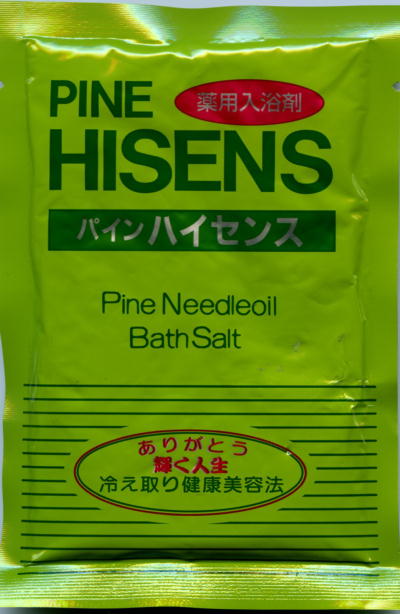 PINE
薬用入浴剤
HISENS
パインハイセンス
Pine Needleoil
Bath Salt
ありがとう
輝く人生
冷え取り健康美容法